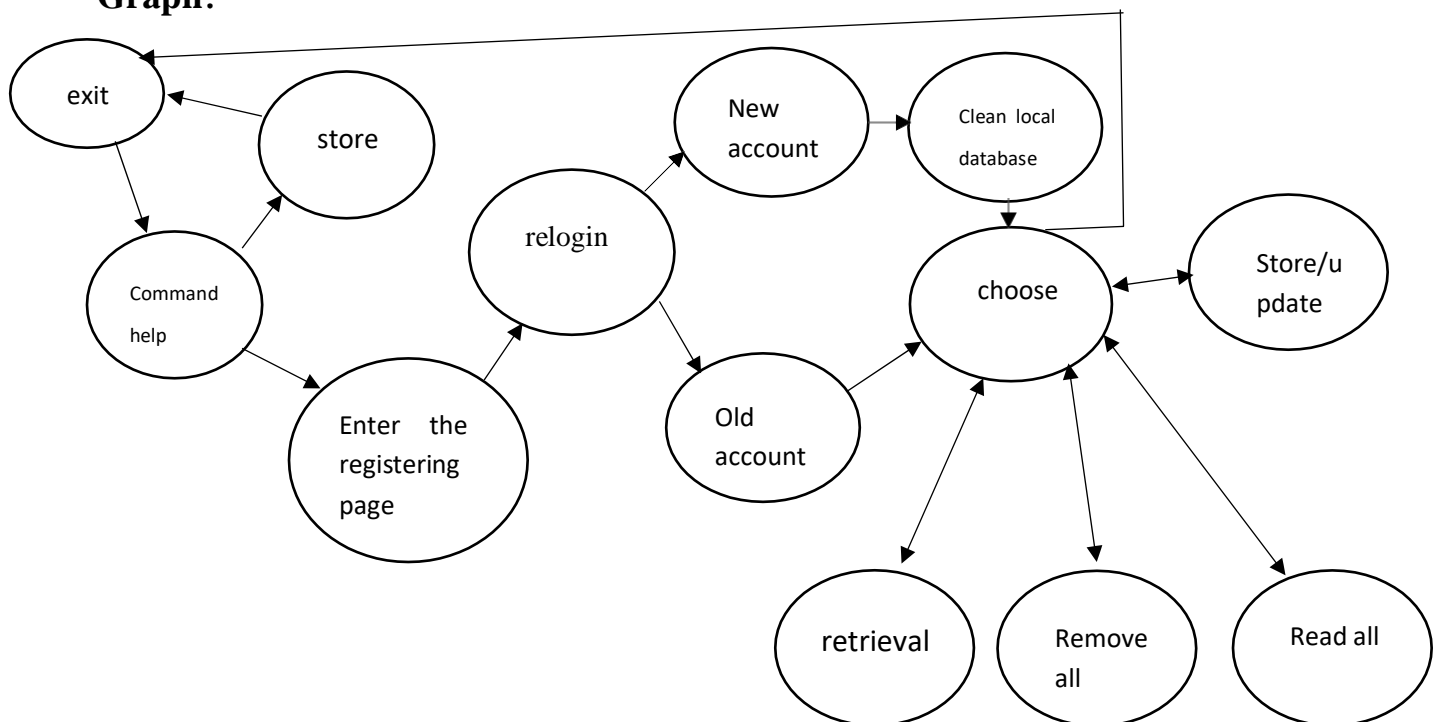 Graph:
exit
store
New
account
Clean local
database
relogin
Command
help
choose
Store/u
pdate
Enter the
registering
page
Old
account
retrieval
Remove
all
Read all